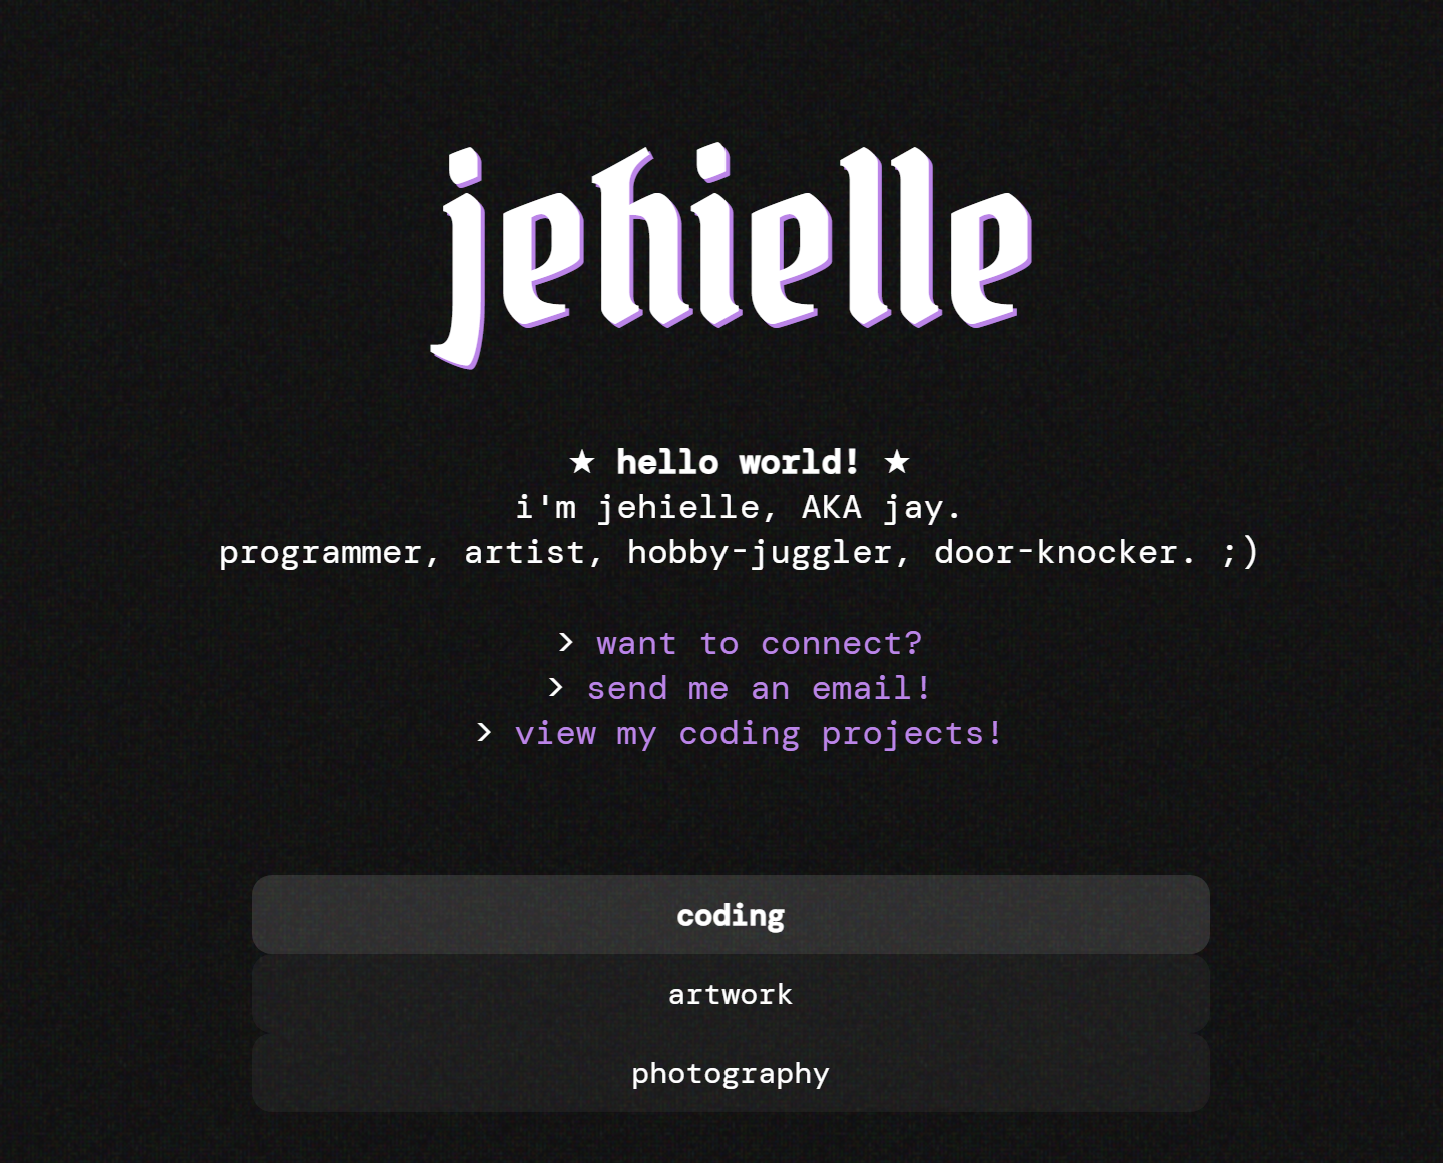 jehielle
★ hello world! ★
i'm jehielle, AKA jay.
programmer, artist, hobby-juggler, door-knocker. ;)
> want to connect?
> send me an email!
> view my coding projects!
coding
artwork
photography